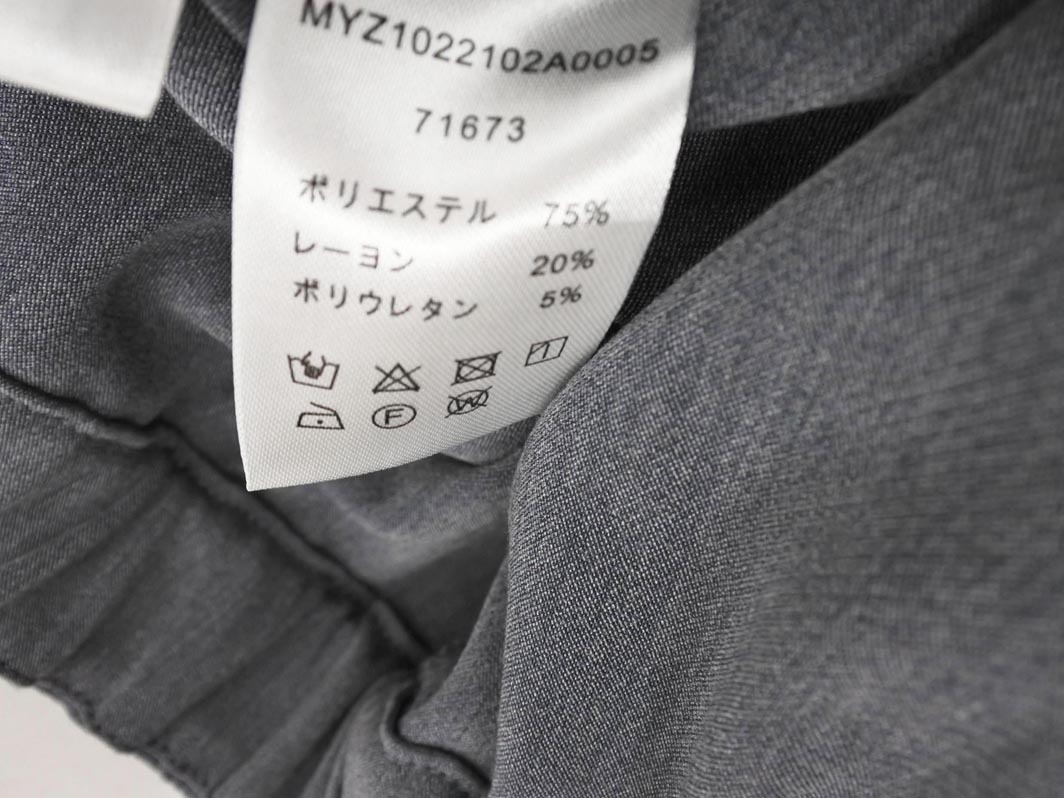 MYZ1022102A0005
71673
ポリエステル 75%
レーヨン 20%
ポリウレタン 5%
F
W